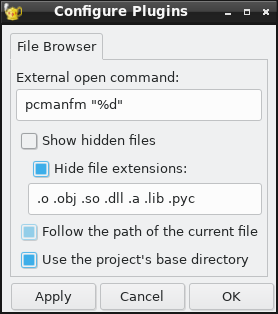 Configure Plugins
File Browser
External open command:
pcmanfm "%d"
Show hidden files
Hide file extensions:
.o .obj .so .dll .a .lib .pyc
Follow the path of the current file
Use the project's base directory
Apply
Cancel
OK